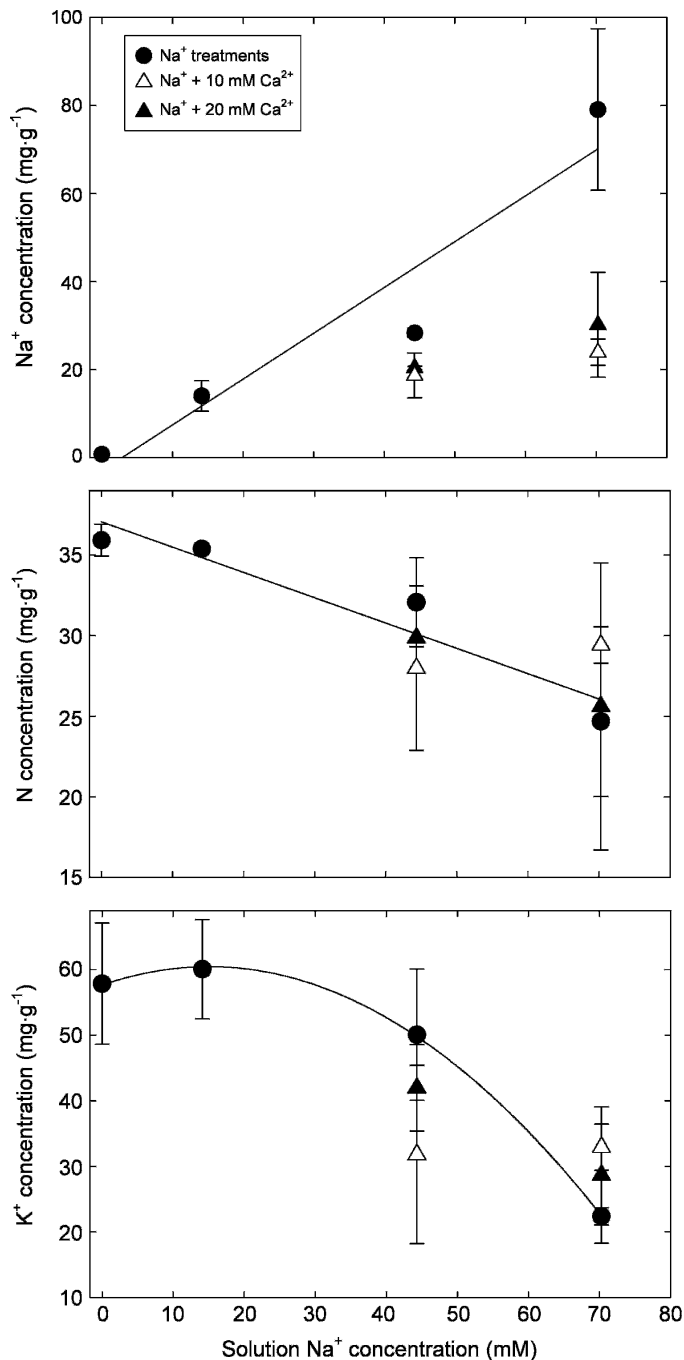 100
80
60
40
20
0
Na⁺ concentration (mg·g⁻¹)
Na⁺ treatments
Na⁺ + 10 mM Ca²⁺
Na⁺ + 20 mM Ca²⁺
35
30
25
20
15
N concentration (mg·g⁻¹)
60
50
40
30
20
10
K⁺ concentration (mg·g⁻¹)
0 10 20 30 40 50 60 70 80
Solution Na⁺ concentration (mM)